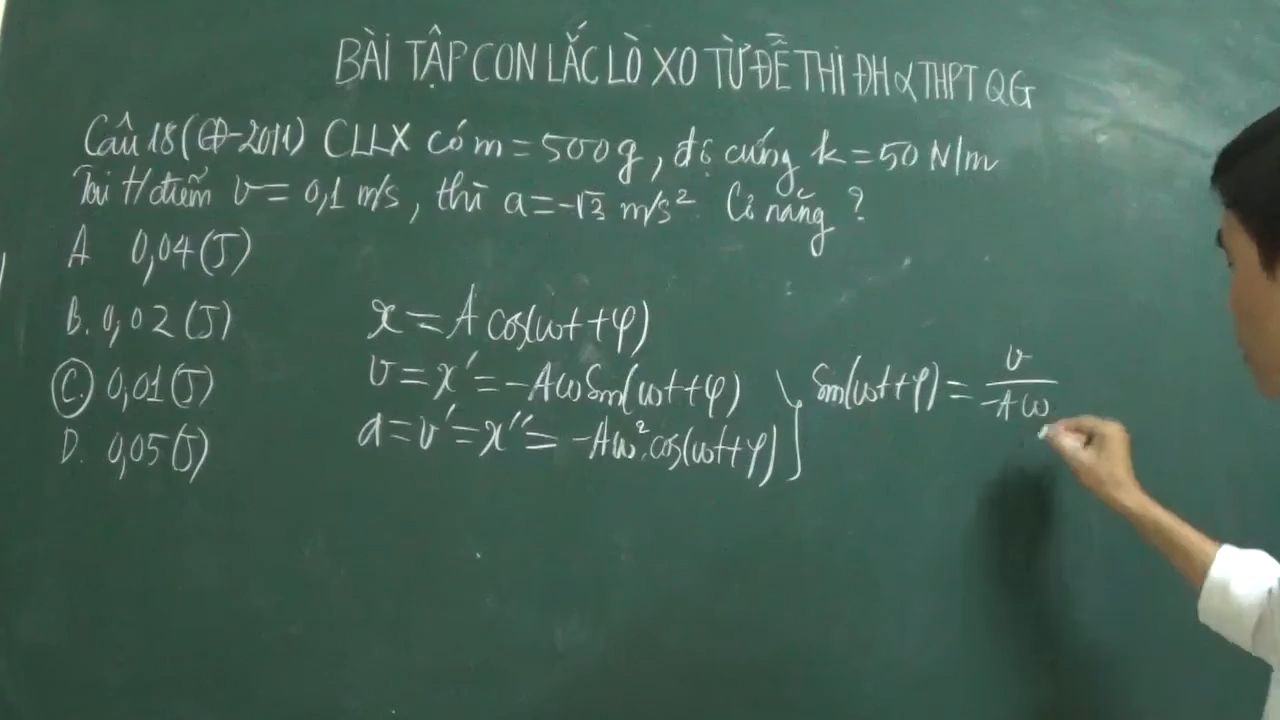 BÀI TẬP CON LẮC LÒ XO TỪ ĐỀ THI ĐH & THPT QG
Câu 18 (CĐ-2011) CLLX có m = 500g, độ cứng k = 50 N/m
Tại t/điểm v = 0,1 m/s, thì a = -√3 m/s² Cơ năng ?
A 0,04 (J)
B. 0,02 (J)
C. 0,01 (J)
D. 0,05 (J)
x = A cos(ωt+φ)
v = x' = -Aω Sin(ωt+φ)
a = v' = x'' = -Aω².cos(ωt+φ)
Sin(ωt+φ) = v / -Aω